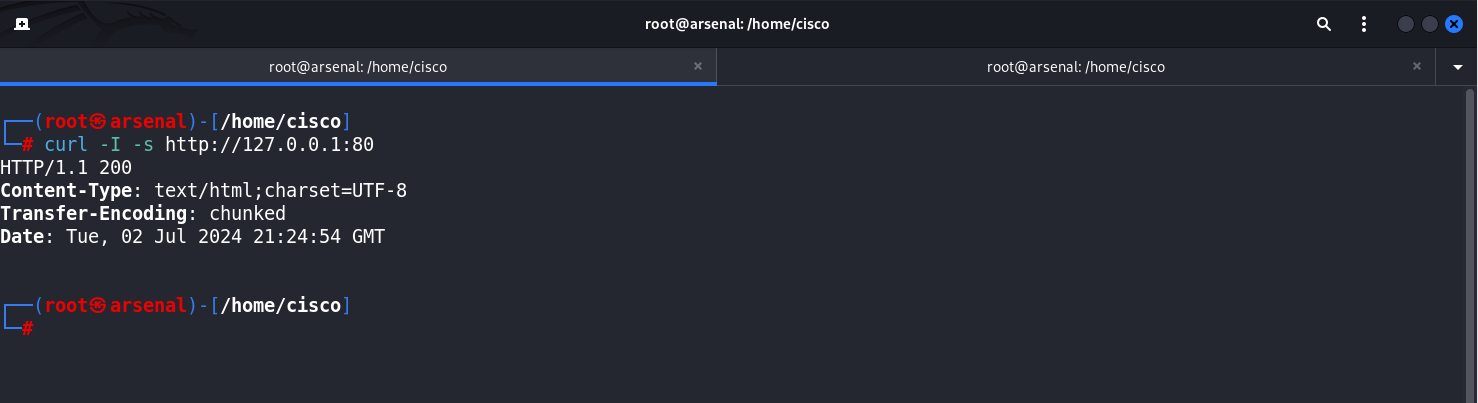 root@arsenal: /home/cisco
root@arsenal: /home/cisco × root@arsenal: /home/cisco ×
┌──(root㉿arsenal)-[/home/cisco]
└─# curl -I -s http://127.0.0.1:80
HTTP/1.1 200
Content-Type: text/html;charset=UTF-8
Transfer-Encoding: chunked
Date: Tue, 02 Jul 2024 21:24:54 GMT
┌──(root㉿arsenal)-[/home/cisco]
└─#